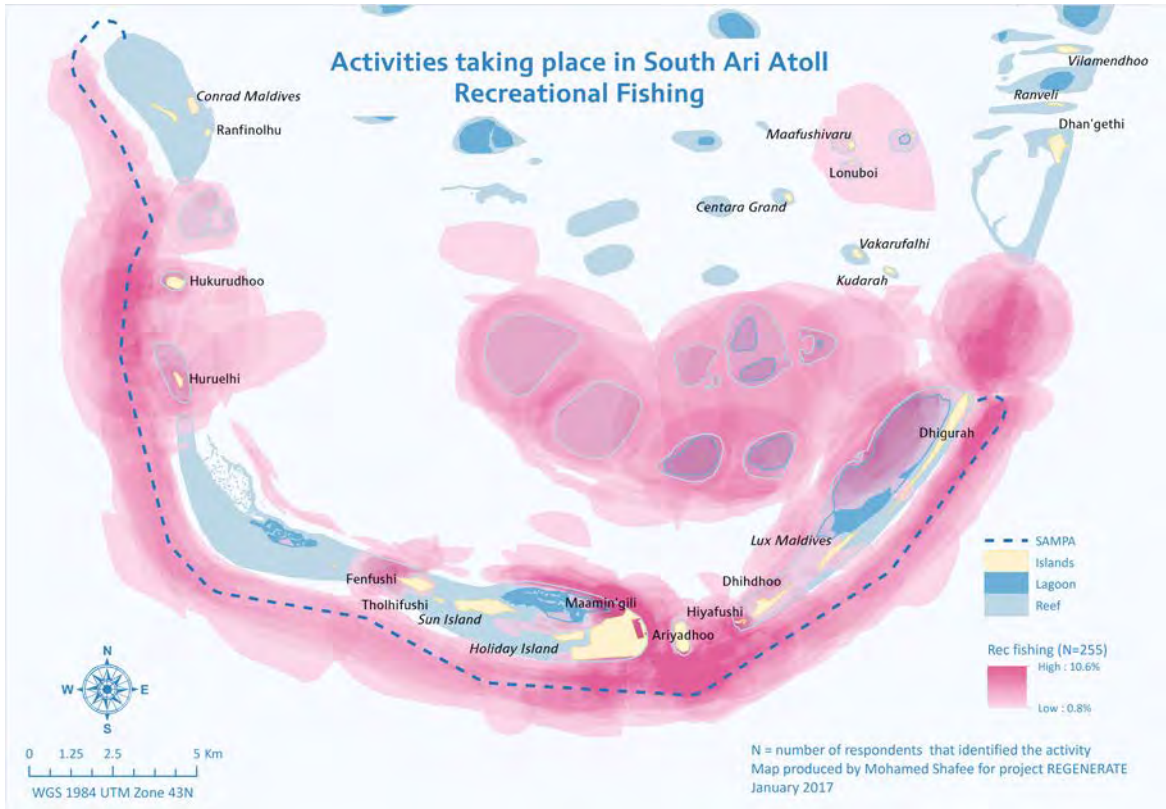 Activities taking place in South Ari Atoll
Recreational Fishing
Conrad Maldives
Ranfinolhu
Vilamendhoo
Ranveli
Dhan'gethi
Maafushivaru
Lonuboi
Centara Grand
Vakarufalhi
Kudarah
Hukurudhoo
Huruelhi
Dhigurah
Lux Maldives
Fenfushi
Dhihdhoo
Tholhifushi
Maamin'gili
Hiyafushi
Sun Island
Ariyadhoo
Holiday Island
SAMPA
Islands
Lagoon
Reef
Rec fishing (N=255)
High : 10.6%
Low : 0.8%
N
W E
S
0 1.25 2.5 5 Km
WGS 1984 UTM Zone 43N
N = number of respondents that identified the activity
Map produced by Mohamed Shafee for project REGENERATE
January 2017